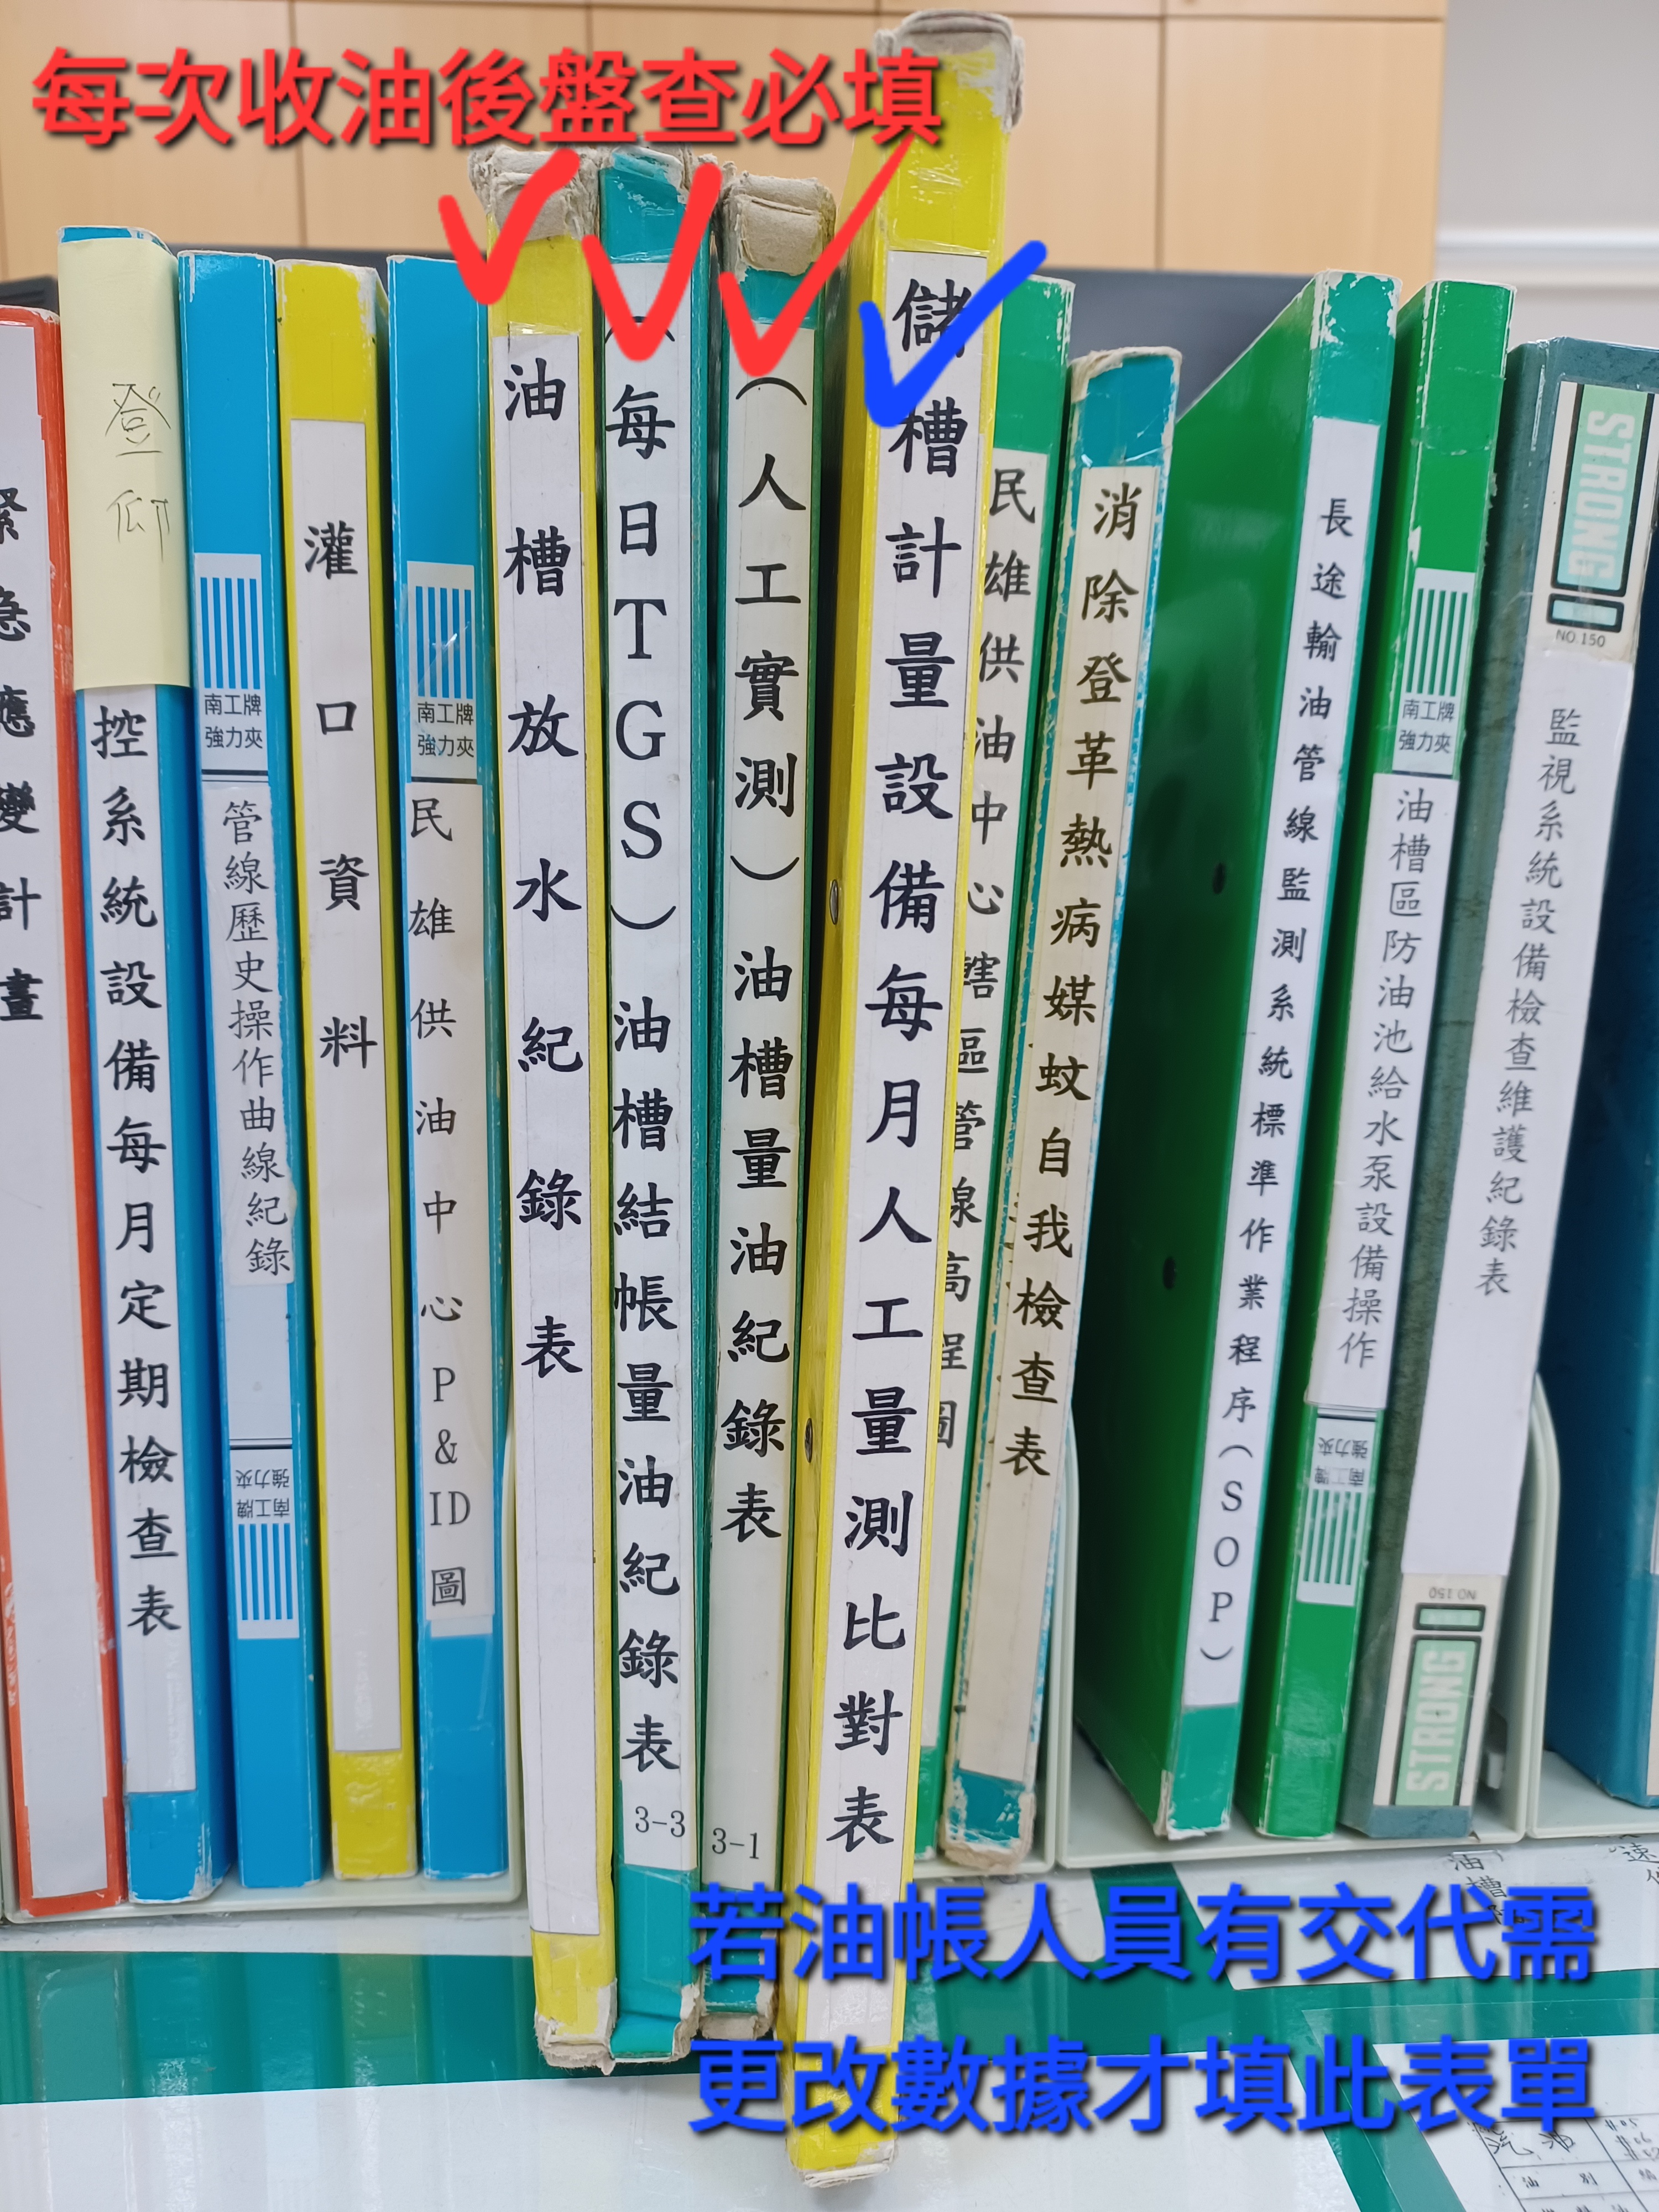 每次收油後盤查必填
緊急應變計畫
登
控系統設備每月定期檢查表
南工牌
強力夾
管線歷史操作曲線紀錄
南工牌
強力夾
灌口資料
南工牌
強力夾
民雄供油中心P&ID圖
油槽放水紀錄表
(每日TGS)油槽結帳量油紀錄表
3-3
(人工實測)油槽量油紀錄表
3-1
儲槽計量設備每月人工量測比對表
民雄供油中心轄區管線高程圖
消除登革熱病媒蚊自我檢查表
長途輸油管線監測系統標準作業程序(SOP)
南工牌
強力夾
油槽區防油池給水泵設備操作
南工牌
強力夾
STRONG
NO.150
監視系統設備檢查維護紀錄表
NO.150
STRONG
油槽
若油帳人員有交代需
更改數據才填此表單
汽油
油別